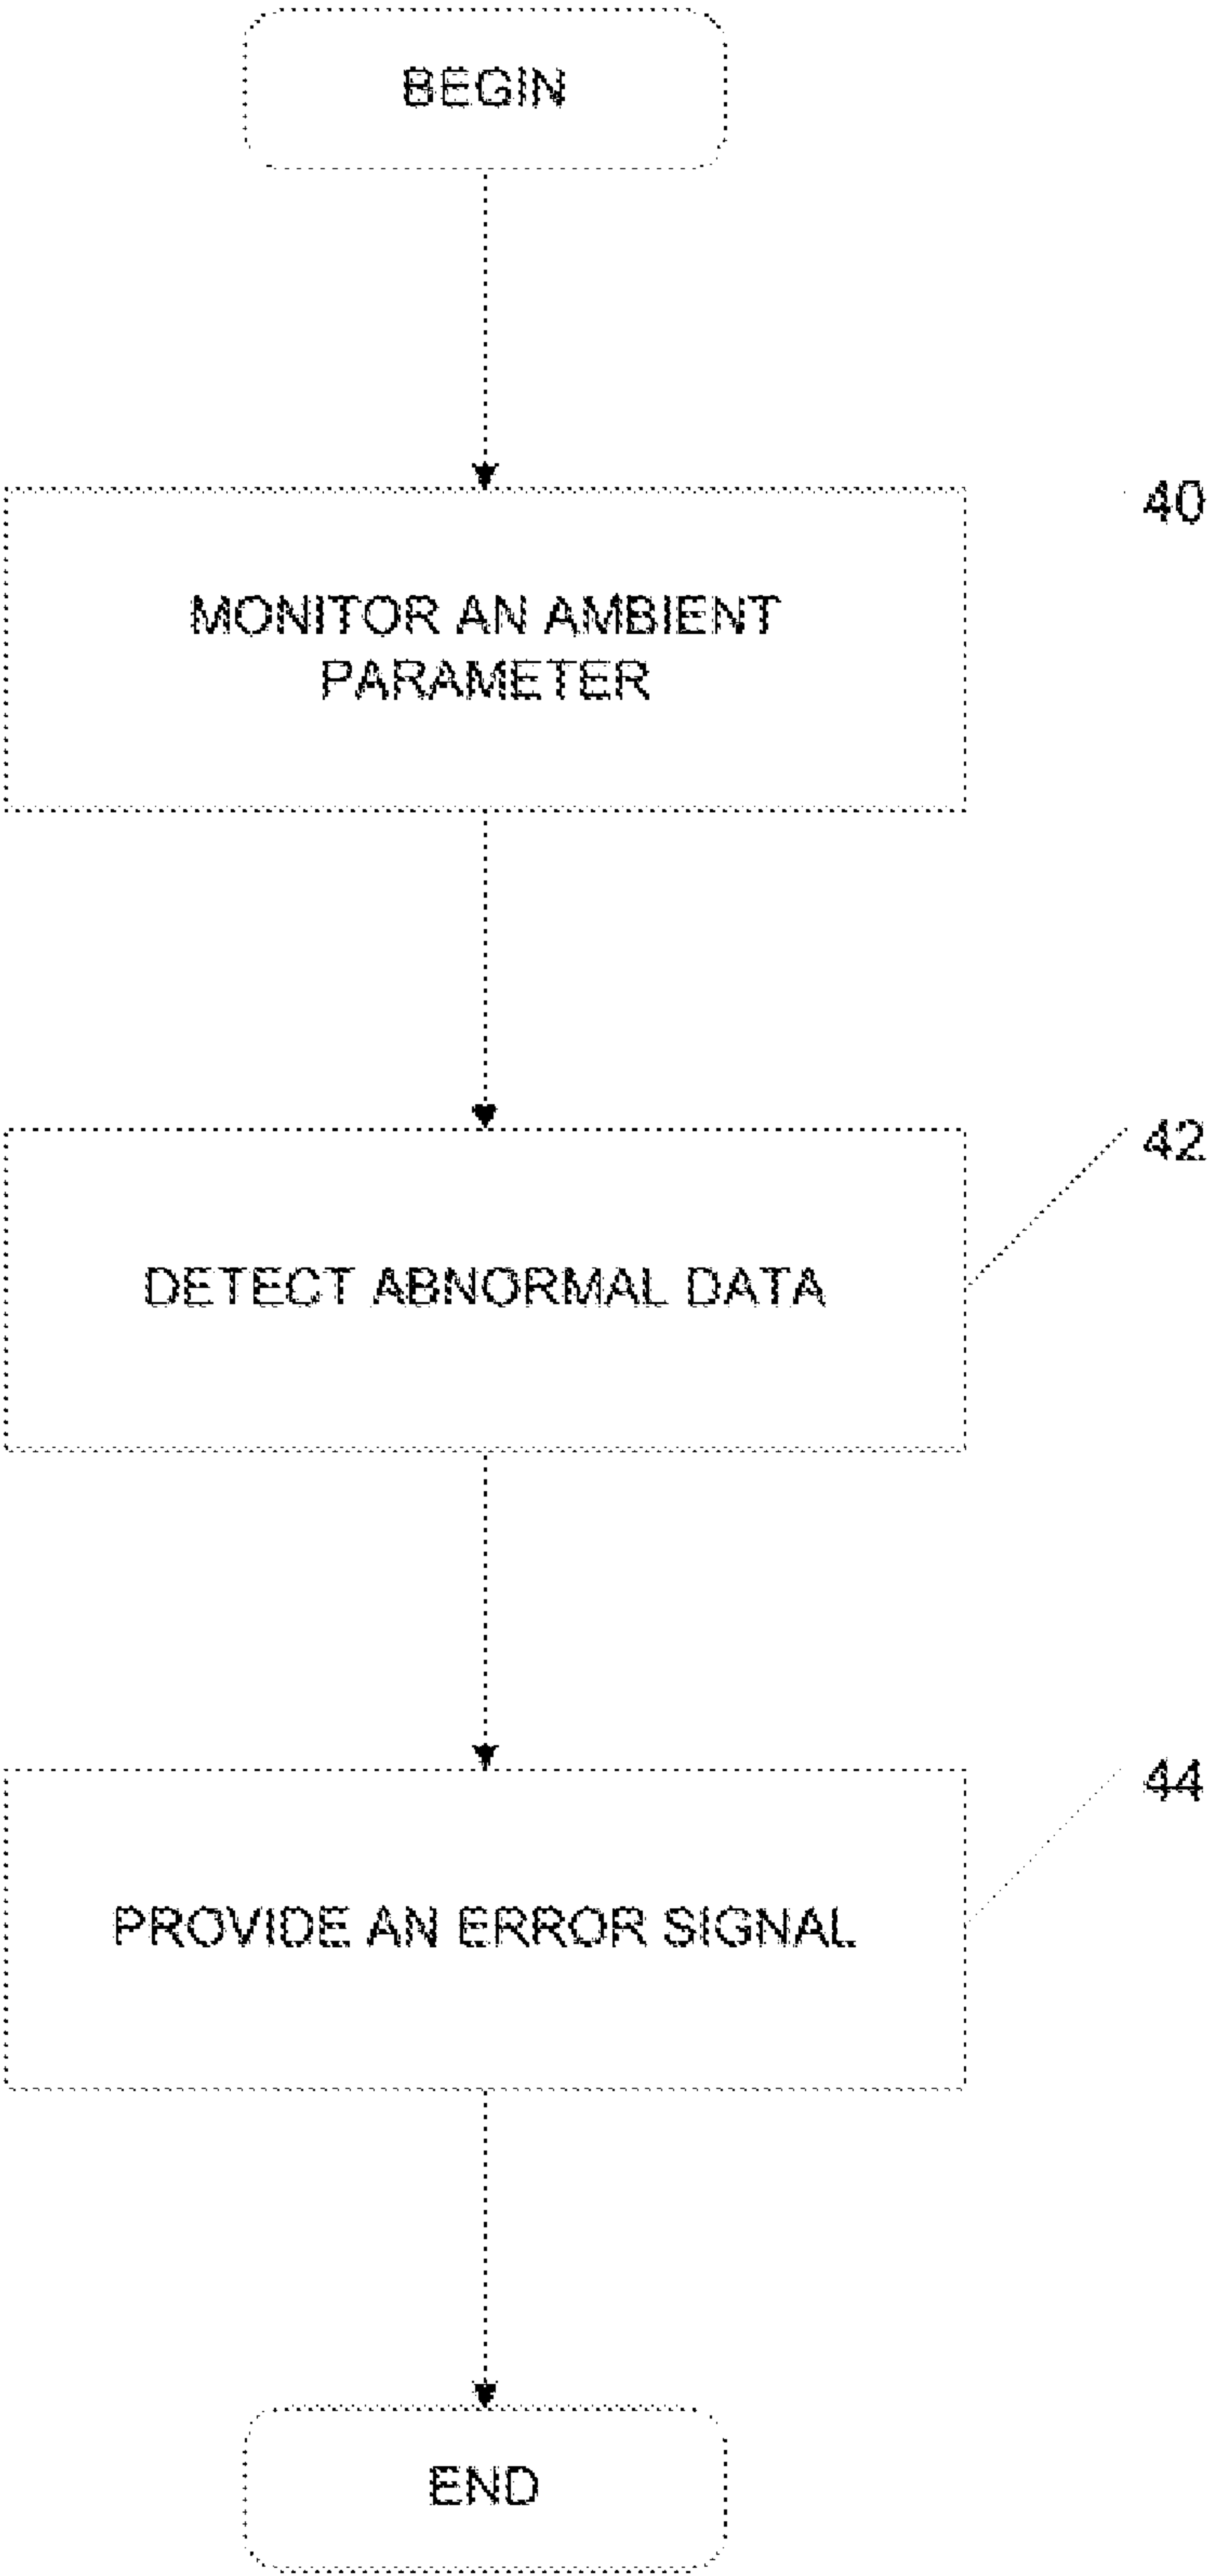 BEGIN
40
MONITOR AN AMBIENT
PARAMETER
42
DETECT ABNORMAL DATA
44
PROVIDE AN ERROR SIGNAL
END